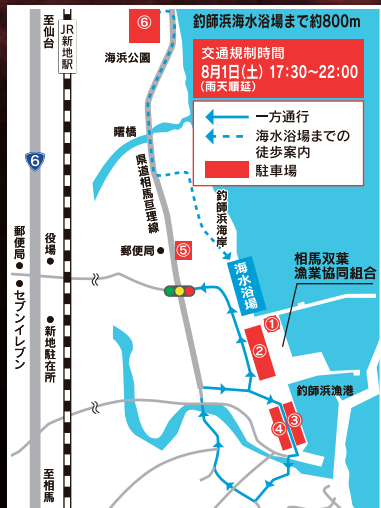 至仙台
JR新地駅
⑥
海浜公園
釣師浜海水浴場まで約800m
交通規制時間
8月1日(土) 17:30〜22:00
(雨天順延)
一方通行
海水浴場までの
徒歩案内
駐車場
曙橋
6
県道相馬亘理線
釣師浜海岸
郵便局
⑤
役場
郵便局
セブンイレブン
海水浴場
相馬双葉
漁業協同組合
①
②
新地駐在所
釣師浜漁港
③
④
至相馬